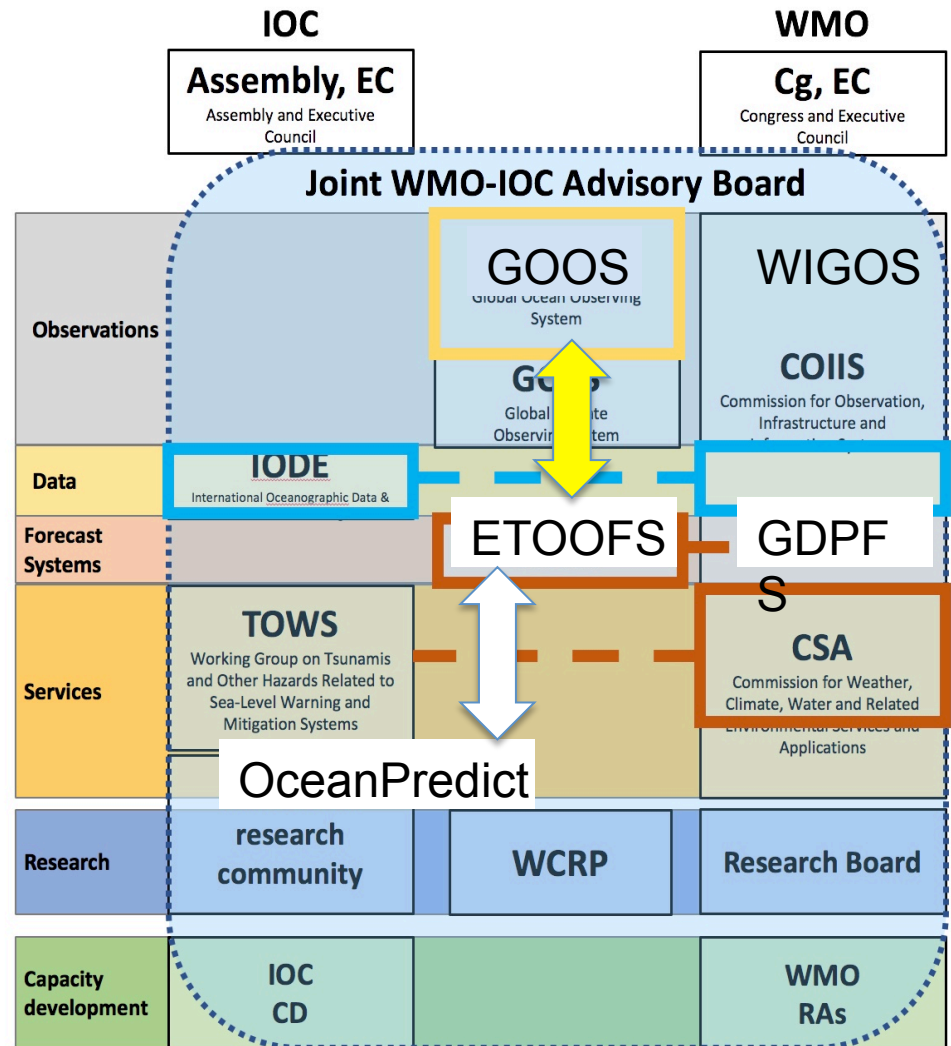 IOC
WMO
Assembly, EC
Assembly and Executive
Council
Cg, EC
Congress and Executive
Council
Joint WMO-IOC Advisory Board
Observations
GOOS
Global Ocean Observing
System
WIGOS
Global
Observing
COIIS
Commission for Observation,
Infrastructure and
Data
IODE
International Oceanographic Data &
Forecast
Systems
ETOOFS
GDPF
S
Services
TOWS
Working Group on Tsunamis
and Other Hazards Related to
Sea-Level Warning and
Mitigation Systems
CSA
Commission for Weather,
Climate, Water and Related
Environmental Services and
Applications
OceanPredict
Research
research
community
WCRP
Research Board
Capacity
development
IOC
CD
WMO
RAs